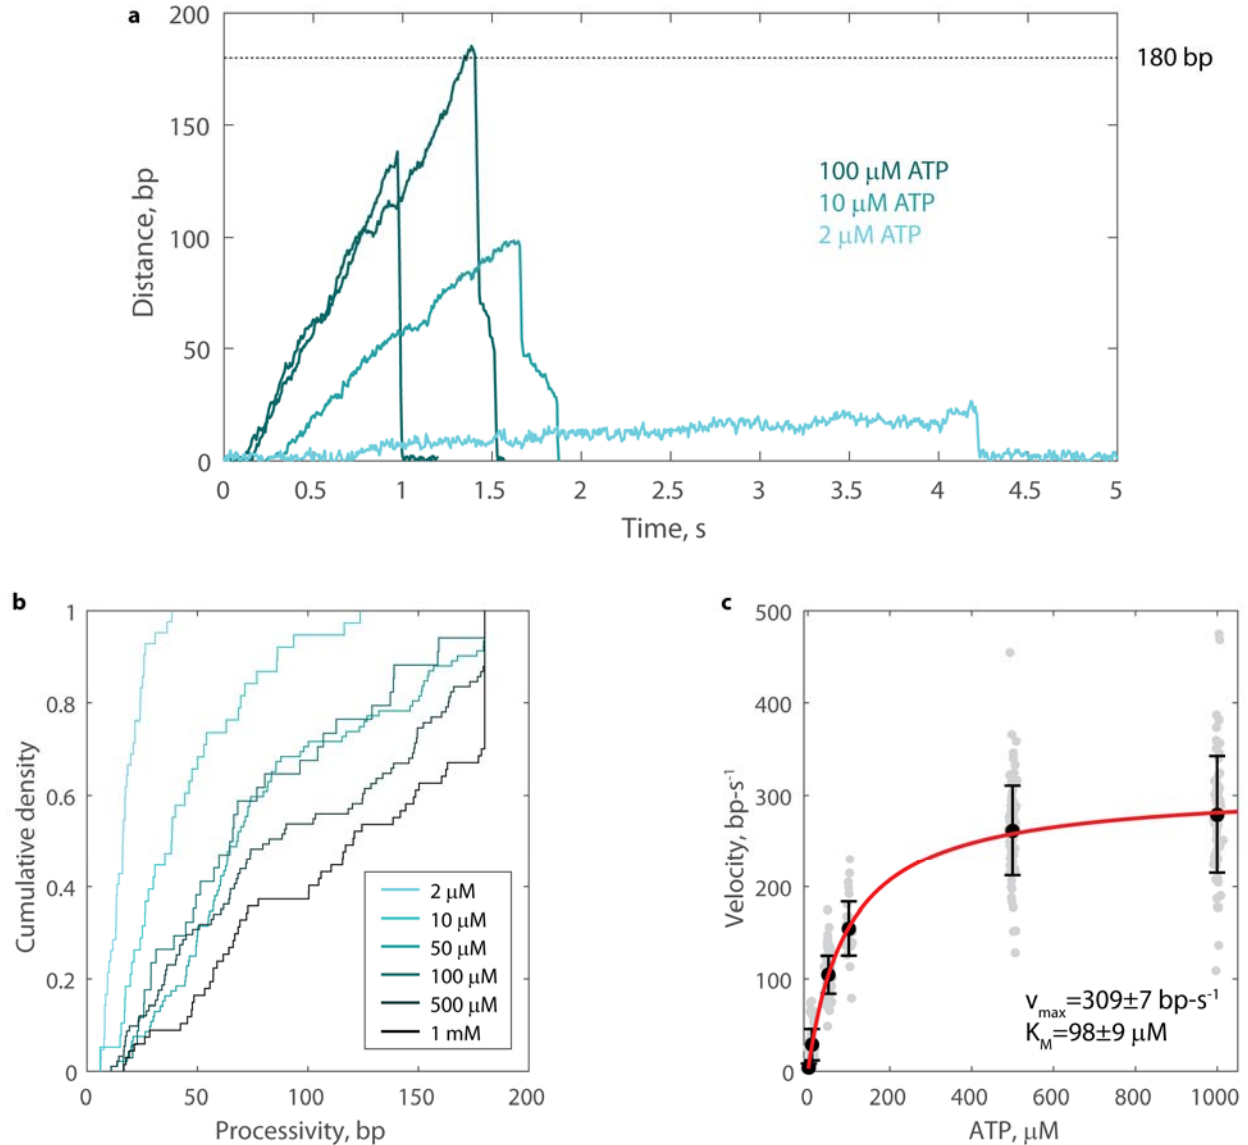 a
200
150
100
50
0
Distance, bp
180 bp
100 μM ATP
10 μM ATP
2 μM ATP
0 0.5 1 1.5 2 2.5 3 3.5 4 4.5 5
Time, s
b
1
0.8
0.6
0.4
0.2
0
Cumulative density
2 μM
10 μM
50 μM
100 μM
500 μM
1 mM
0 50 100 150 200
Processivity, bp
c
500
400
300
200
100
0
Velocity, bp-s⁻¹
v_max=309±7 bp-s⁻¹
K_M=98±9 μM
0 200 400 600 800 1000
ATP, μM